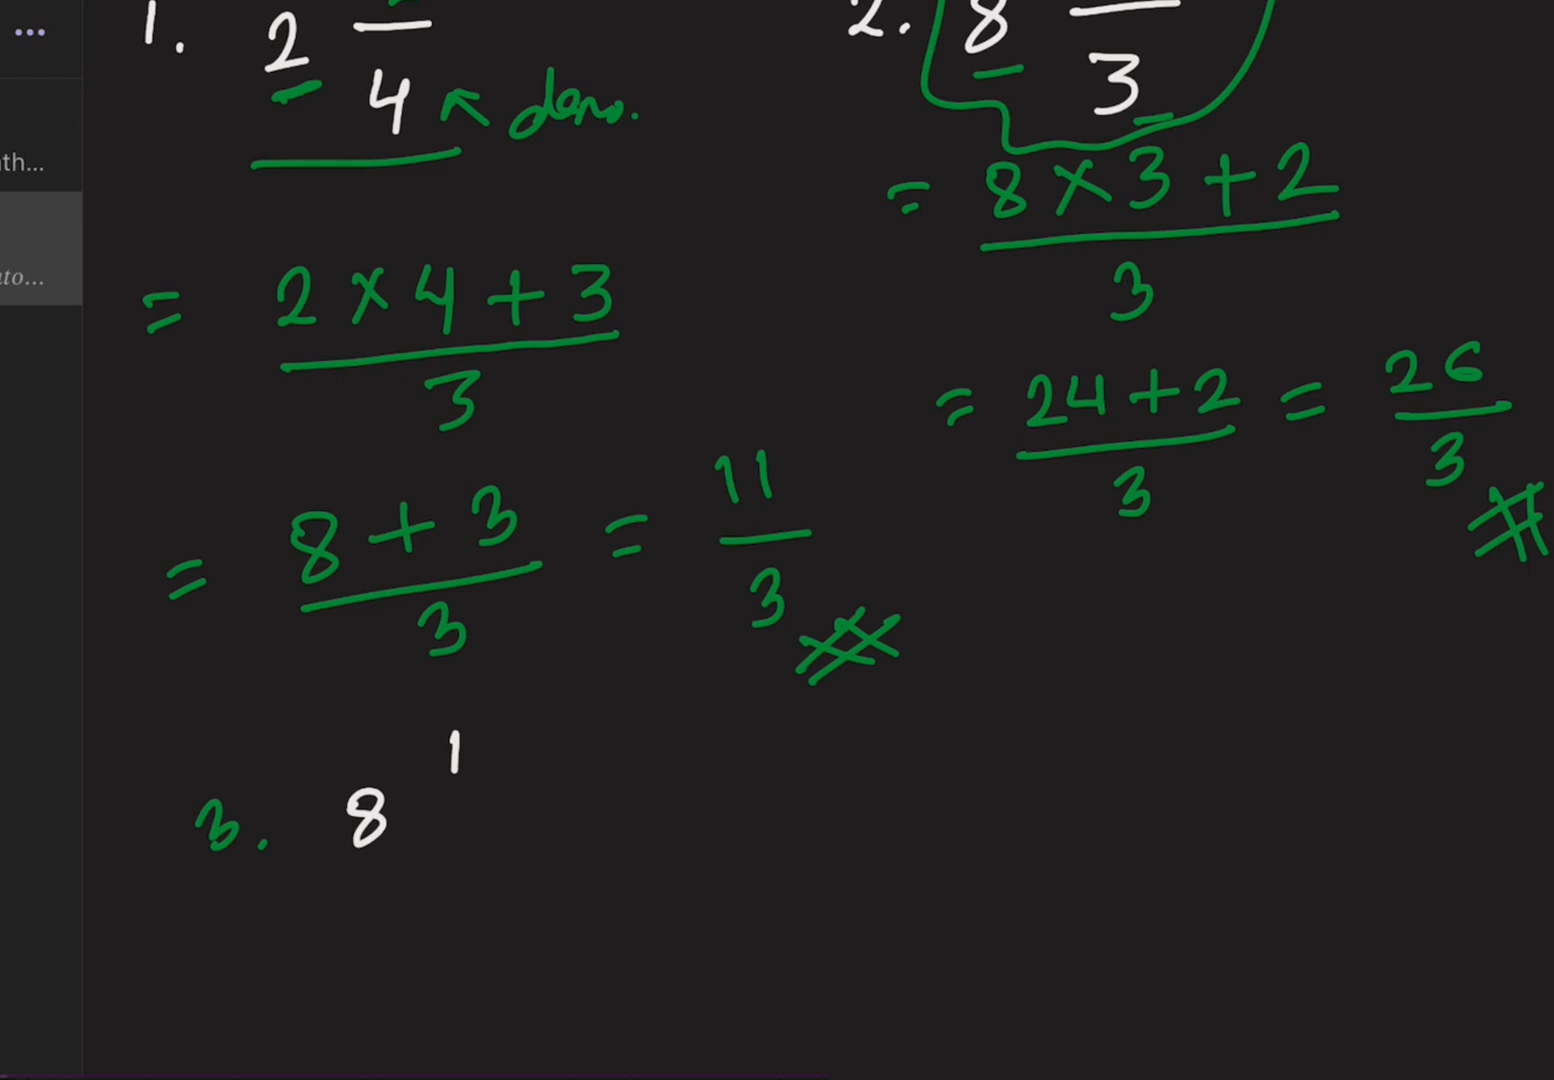 ...
th...
to...
1. 2 —/4 ↖ deno.
= (2 × 4 + 3)/3
= (8 + 3)/3 = 11/3
2. 8 —/3
= (8 × 3 + 2)/3
= (24 + 2)/3 = 26/3
3. 8 1